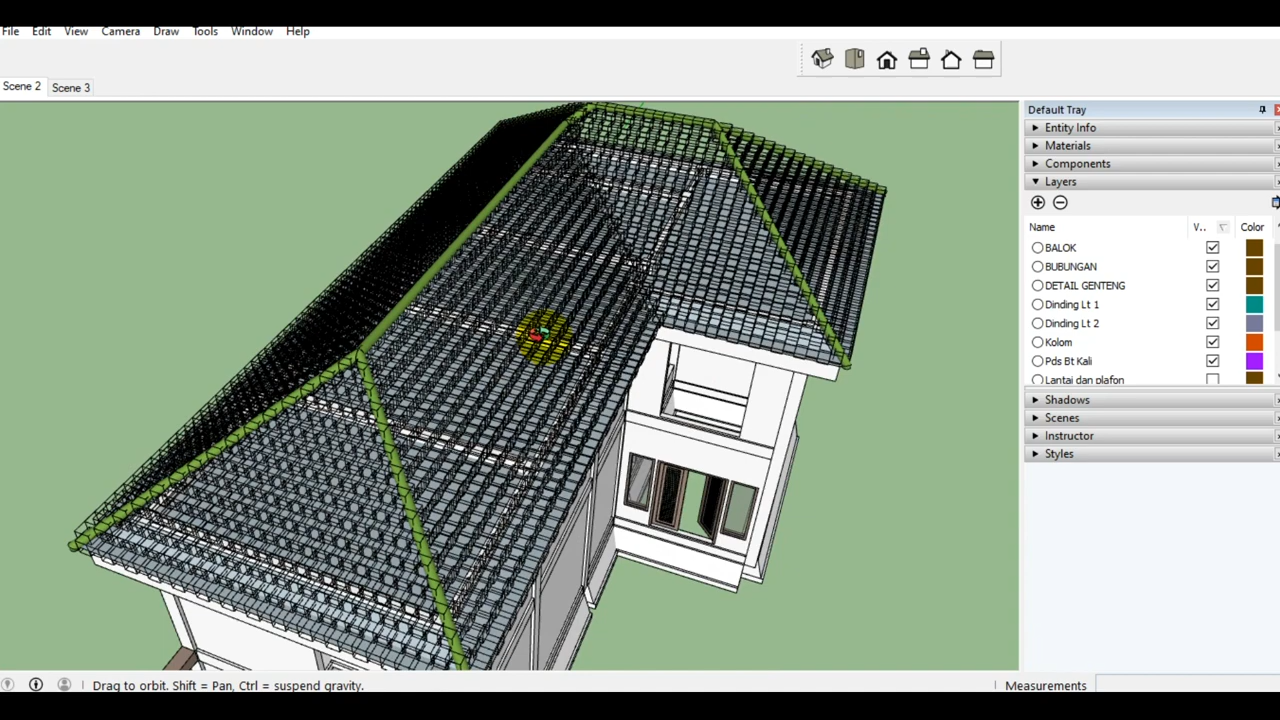 File Edit View Camera Draw Tools Window Help
Scene 2 Scene 3
Default Tray
Entity Info
Materials
Components
Layers
Name V.. Color
BALOK
BUBUNGAN
DETAIL GENTENG
Dinding Lt 1
Dinding Lt 2
Kolom
Pds Bt Kali
Lantai dan plafon
Shadows
Scenes
Instructor
Styles
Drag to orbit. Shift = Pan, Ctrl = suspend gravity. Measurements